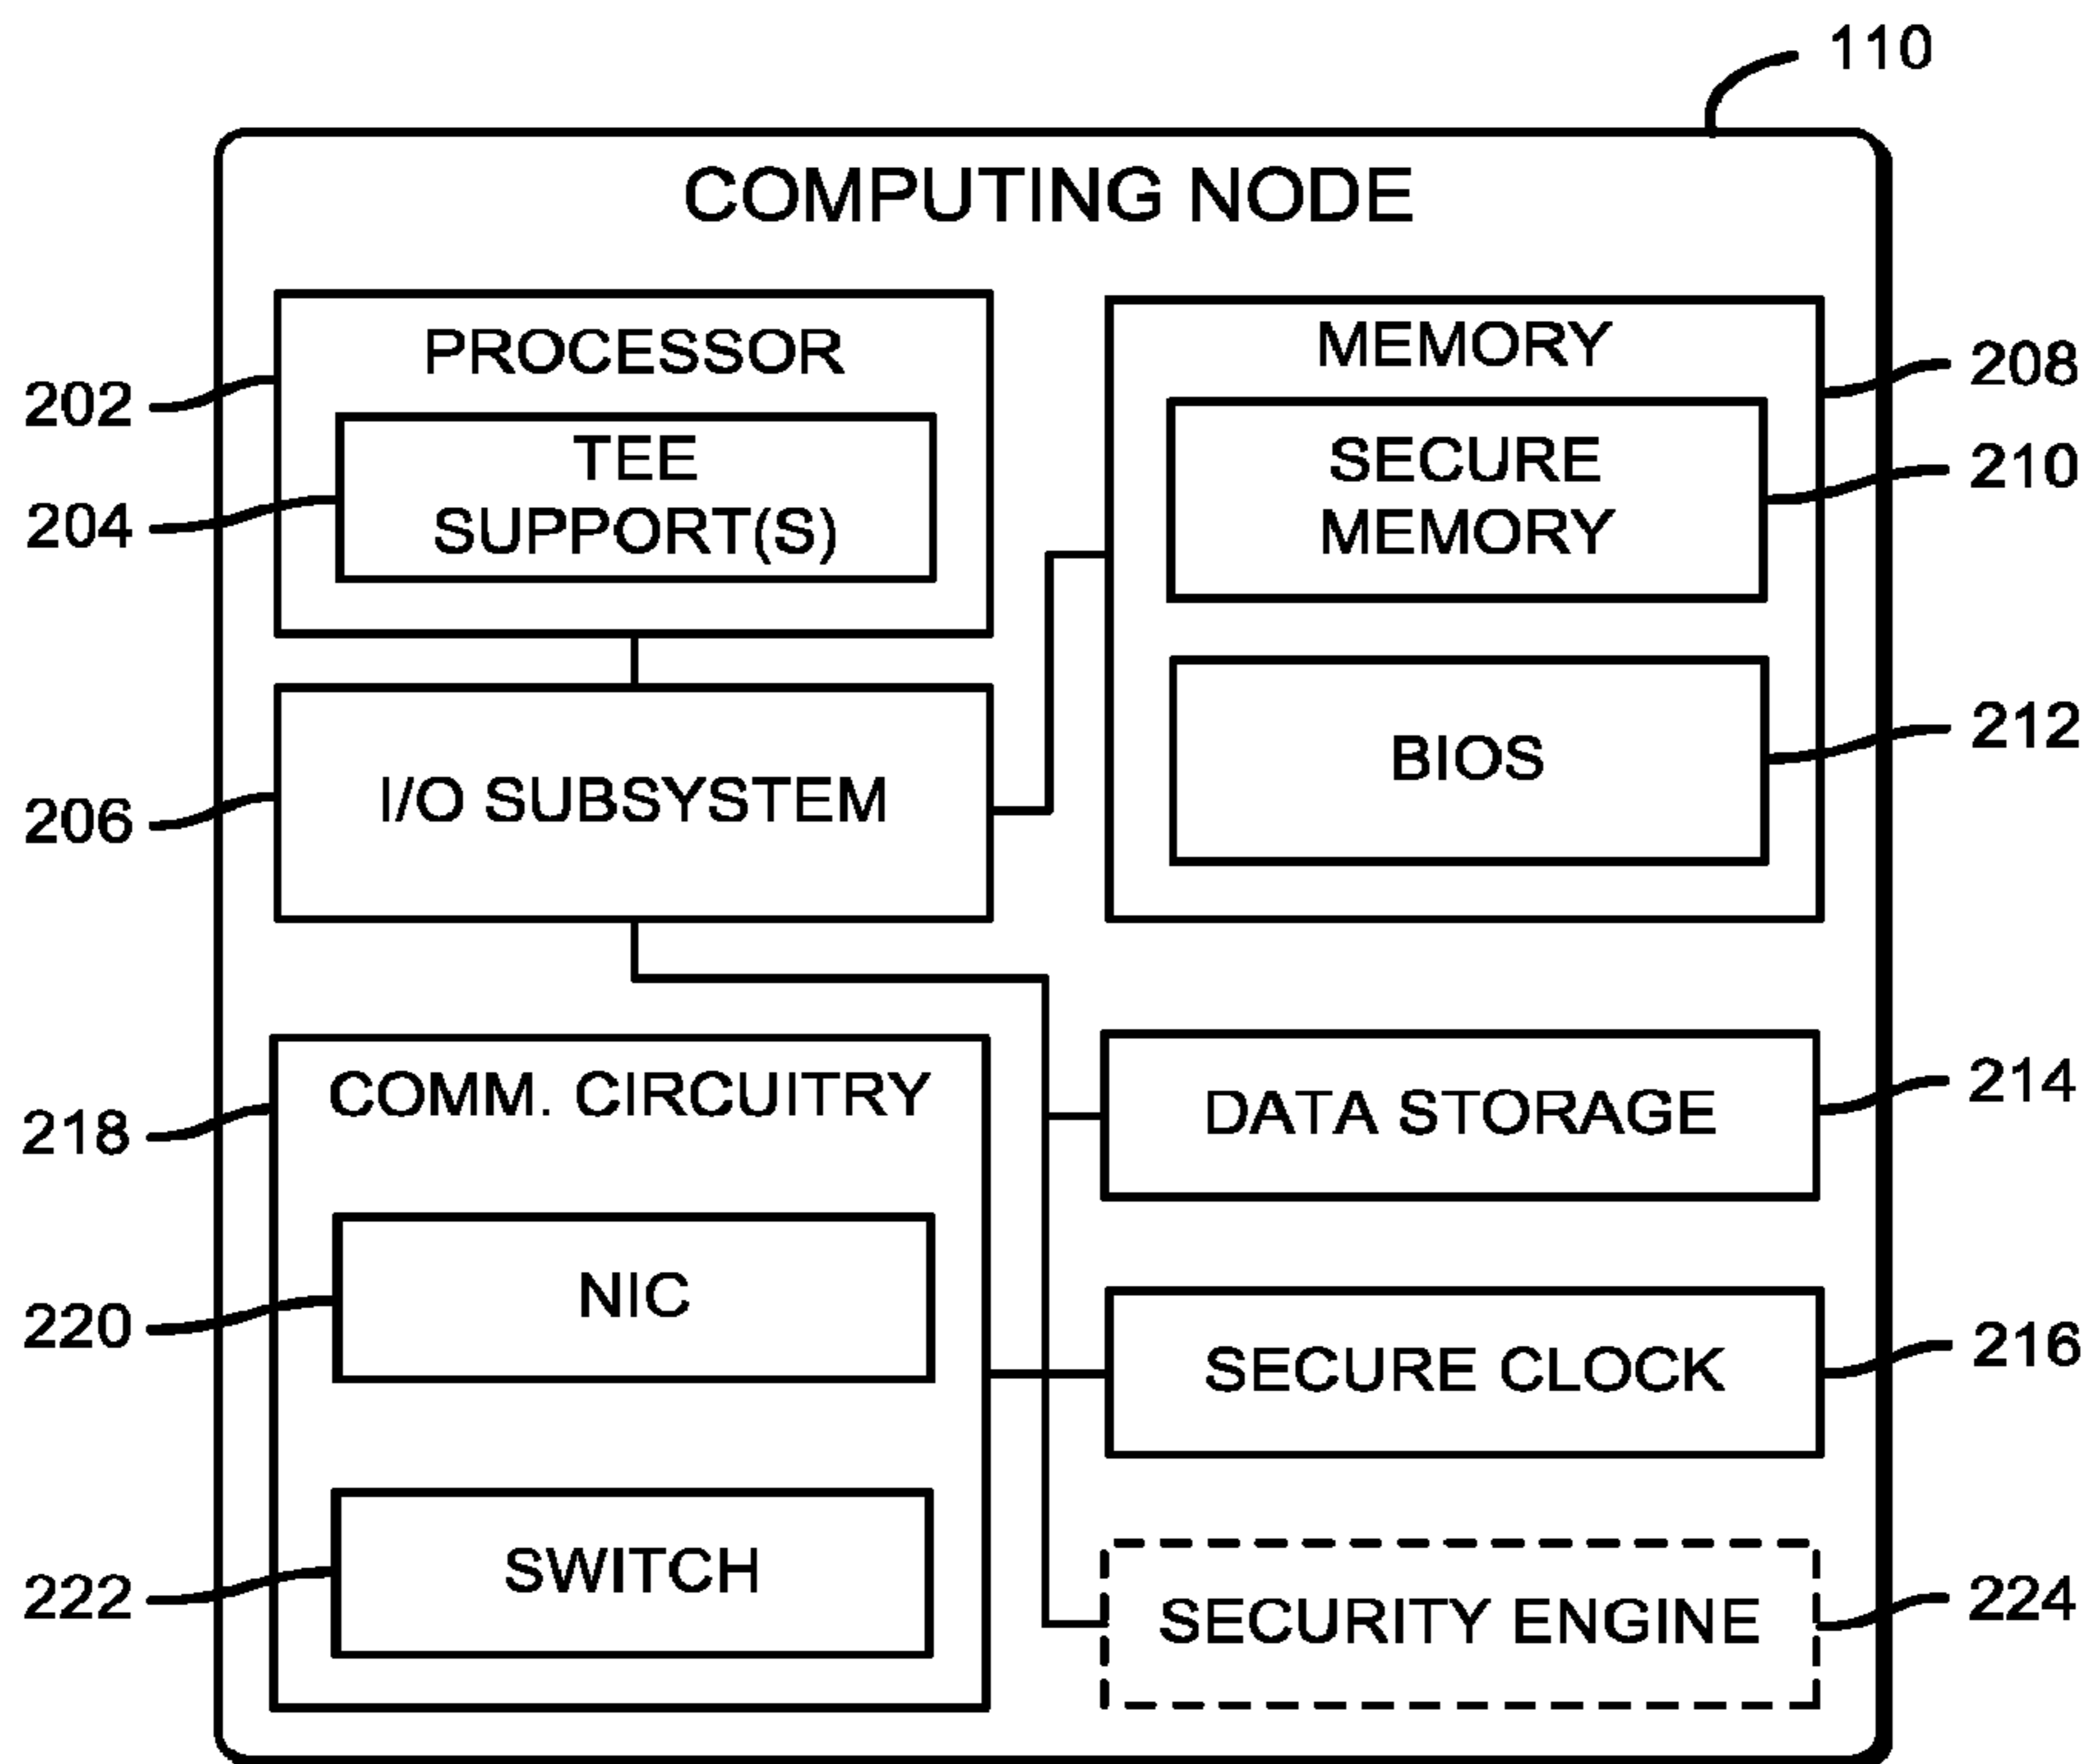 110
COMPUTING NODE
PROCESSOR
202
TEE
SUPPORT(S)
204
I/O SUBSYSTEM
206
MEMORY
208
SECURE
MEMORY
210
BIOS
212
COMM. CIRCUITRY
218
NIC
220
SWITCH
222
DATA STORAGE
214
SECURE CLOCK
216
SECURITY ENGINE
224